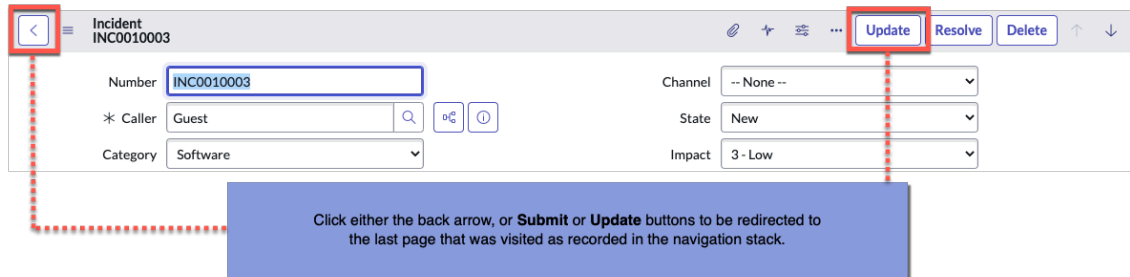 Incident
INC0010003
Update Resolve Delete
Number INC0010003 Channel -- None --
Caller Guest State New
Category Software Impact 3 - Low
Click either the back arrow, or Submit or Update buttons to be redirected to
the last page that was visited as recorded in the navigation stack.